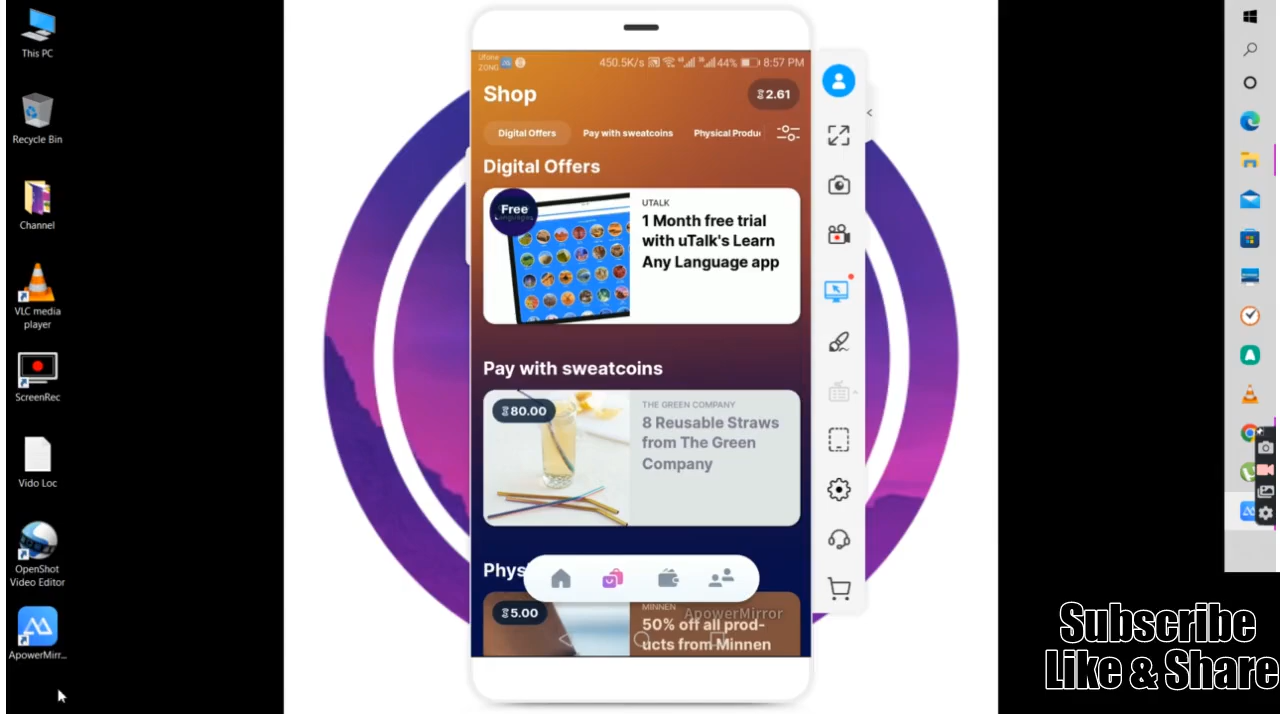 This PC
Recycle Bin
Channel
VLC media
player
ScreenRec
Vido Loc
OpenShot
Video Editor
ApowerMirr...
Ufone
ZONG
450.5K/s
44%
8:57 PM
Shop
2.61
Digital Offers
Pay with sweatcoins
Physical Produ
Digital Offers
Free
UTALK
1 Month free trial
with uTalk's Learn
Any Language app
Pay with sweatcoins
80.00
THE GREEN COMPANY
8 Reusable Straws
from The Green
Company
Phys
5.00
MINNEN
ApowerMirror
50% off all prod-
ucts from Minnen
Subscribe
Like & Share